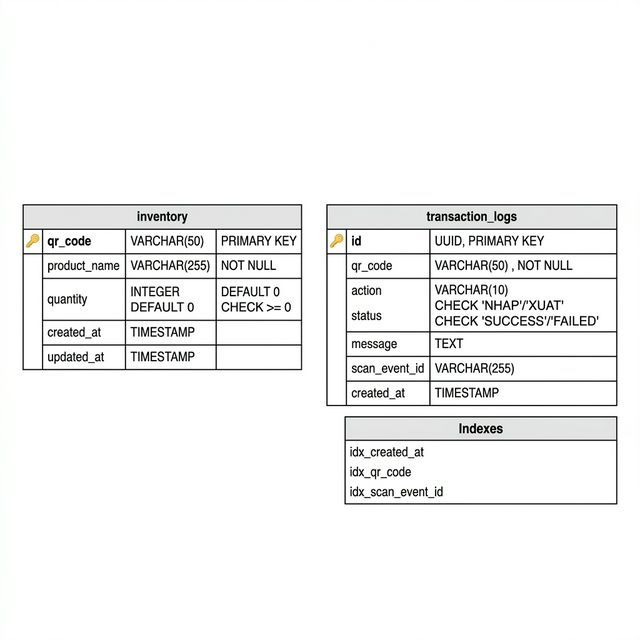 inventory
qr_code VARCHAR(50) PRIMARY KEY
product_name VARCHAR(255) NOT NULL
quantity INTEGER DEFAULT 0 DEFAULT 0 CHECK >= 0
created_at TIMESTAMP
updated_at TIMESTAMP
transaction_logs
id UUID, PRIMARY KEY
qr_code VARCHAR(50) , NOT NULL
action VARCHAR(10)
CHECK 'NHAP'/'XUAT'
status CHECK 'SUCCESS'/'FAILED'
message TEXT
scan_event_id VARCHAR(255)
created_at TIMESTAMP
Indexes
idx_created_at
idx_qr_code
idx_scan_event_id